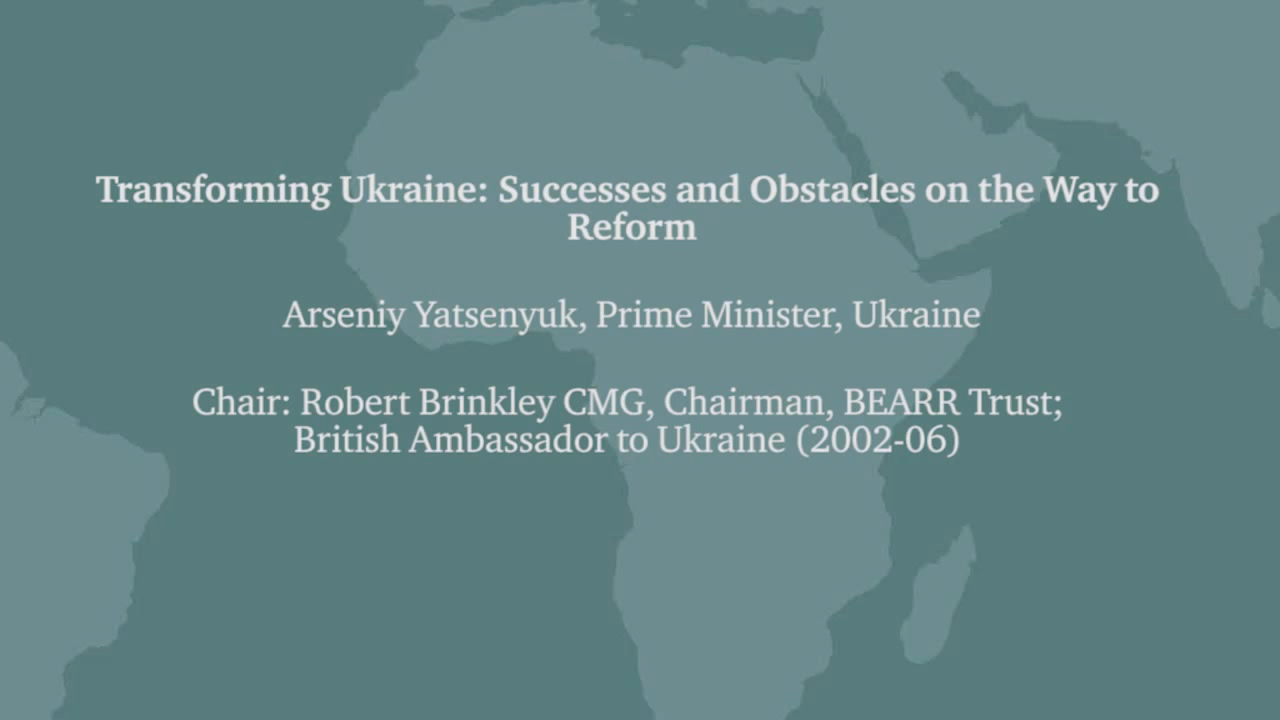 Transforming Ukraine: Successes and Obstacles on the Way to
Reform
Arseniy Yatsenyuk, Prime Minister, Ukraine
Chair: Robert Brinkley CMG, Chairman, BEARR Trust;
British Ambassador to Ukraine (2002-06)